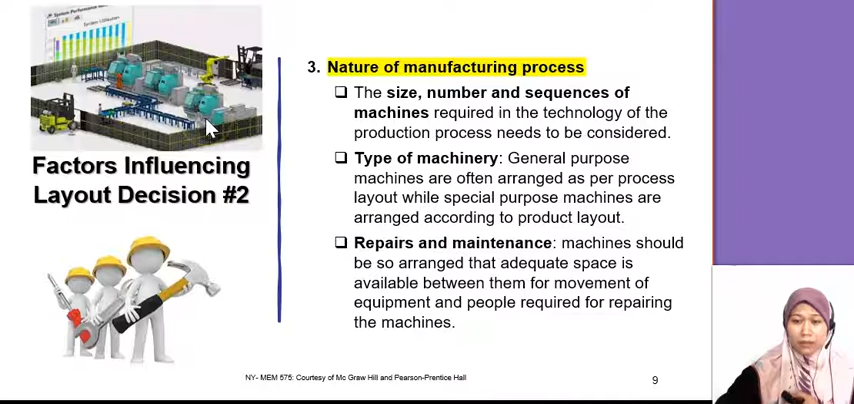 Factors Influencing
Layout Decision #2
3. Nature of manufacturing process
❑ The size, number and sequences of
machines required in the technology of the
production process needs to be considered.
❑ Type of machinery: General purpose
machines are often arranged as per process
layout while special purpose machines are
arranged according to product layout.
❑ Repairs and maintenance: machines should
be so arranged that adequate space is
available between them for movement of
equipment and people required for repairing
the machines.
NY- MEM 575: Courtesy of Mc Graw Hill and Pearson-Prentice Hall
9